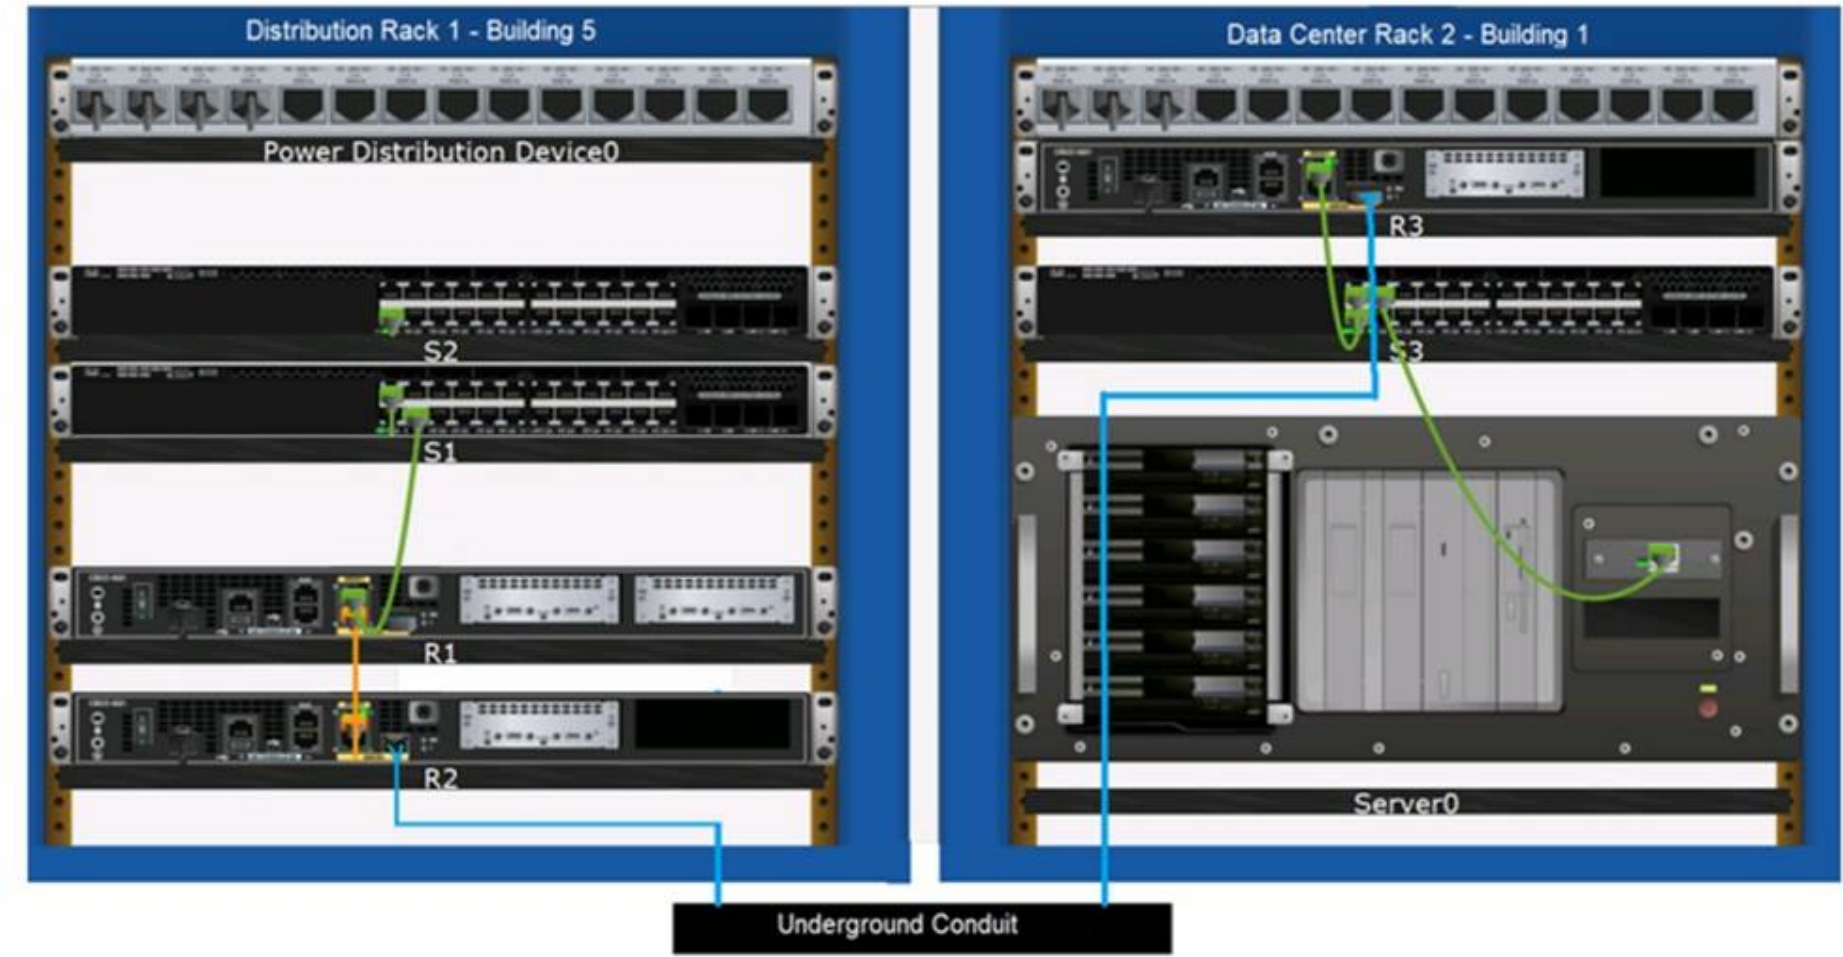 Distribution Rack 1 - Building 5
Power Distribution Device0
S2
S1
R1
R2
Data Center Rack 2 - Building 1
R3
S3
Server0
Underground Conduit